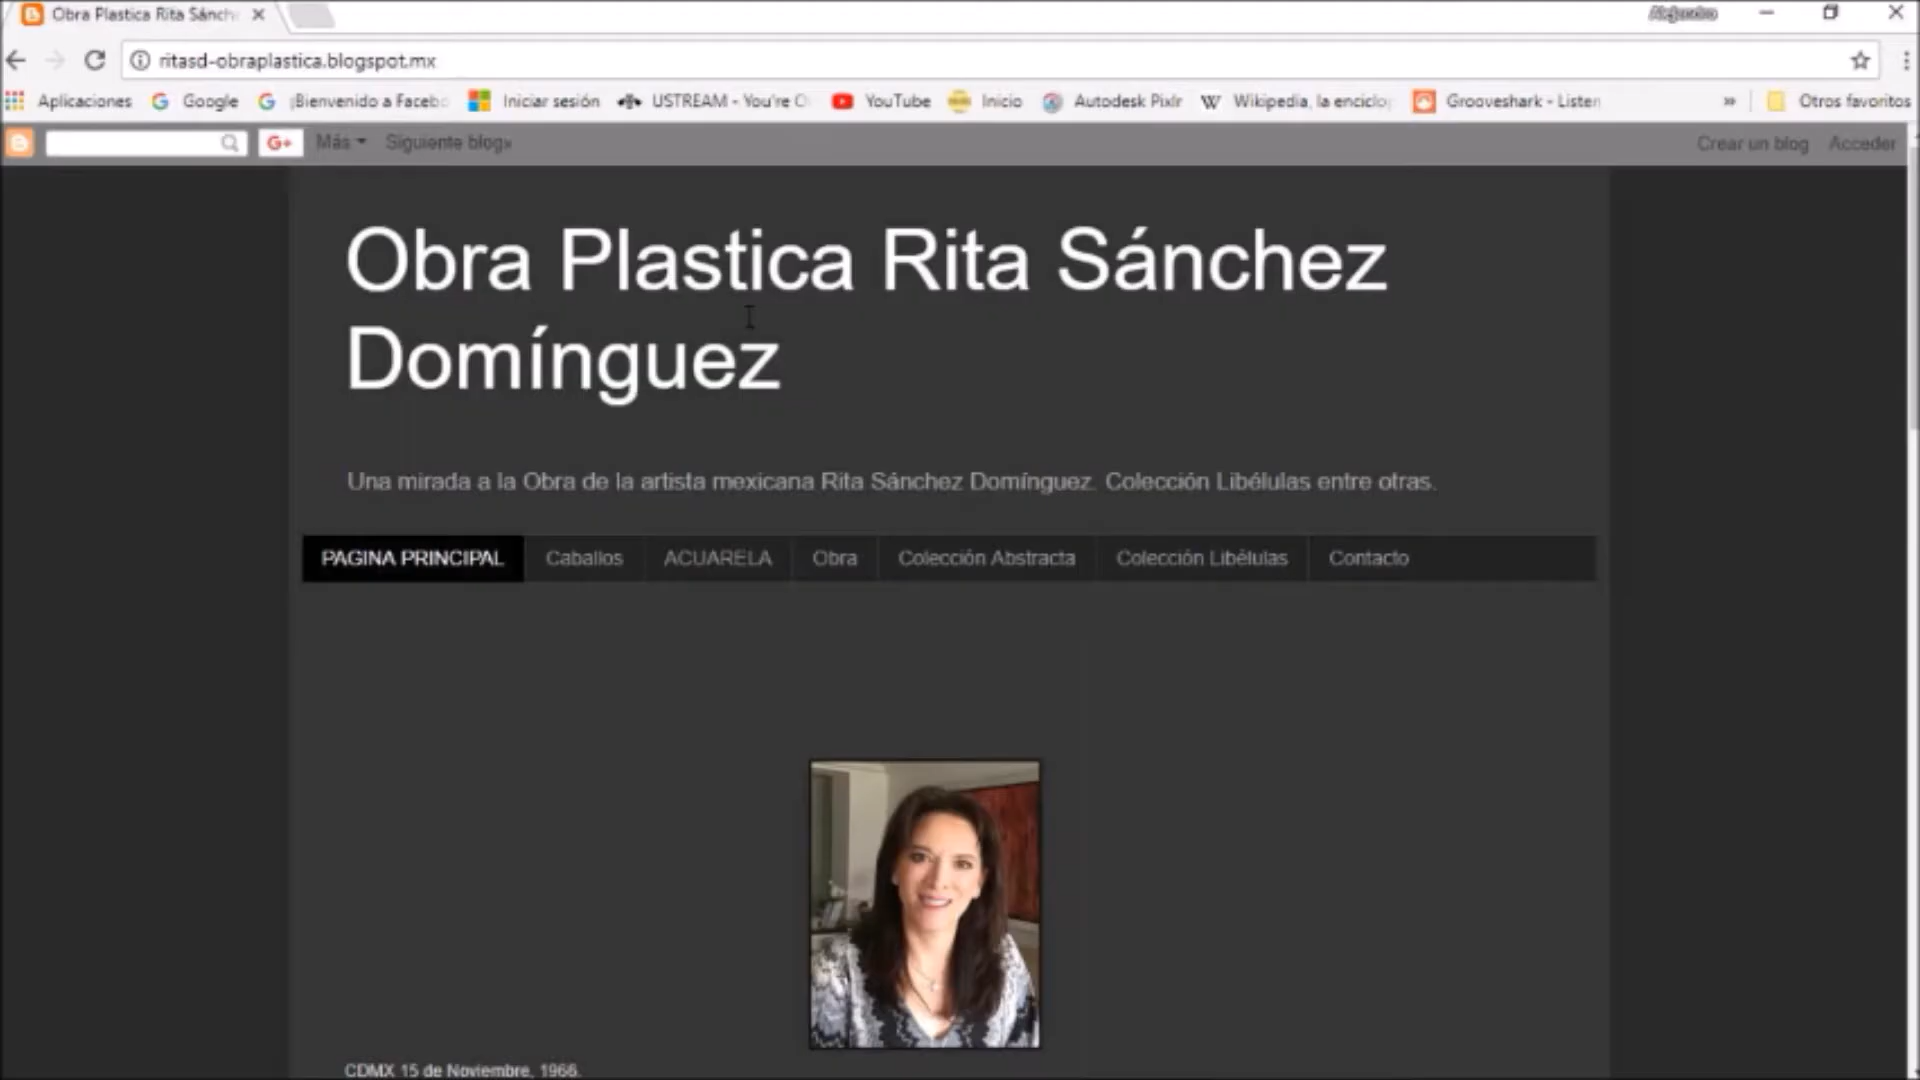 Obra Plastica Rita Sánch
ritasd-obraplastica.blogspot.mx
Aplicaciones Google ¡Bienvenido a Facebo Iniciar sesión USTREAM - You're O YouTube Inicio Autodesk Pixlr Wikipedia, la enciclo Grooveshark - Listen » Otros favoritos
G+ Más Siguiente blog» Crear un blog Acceder
Obra Plastica Rita Sánchez
Domínguez
Una mirada a la Obra de la artista mexicana Rita Sánchez Domínguez. Colección Libélulas entre otras.
PAGINA PRINCIPAL Caballos ACUARELA Obra Colección Abstracta Colección Libélulas Contacto
CDMX 15 de Noviembre, 1966.